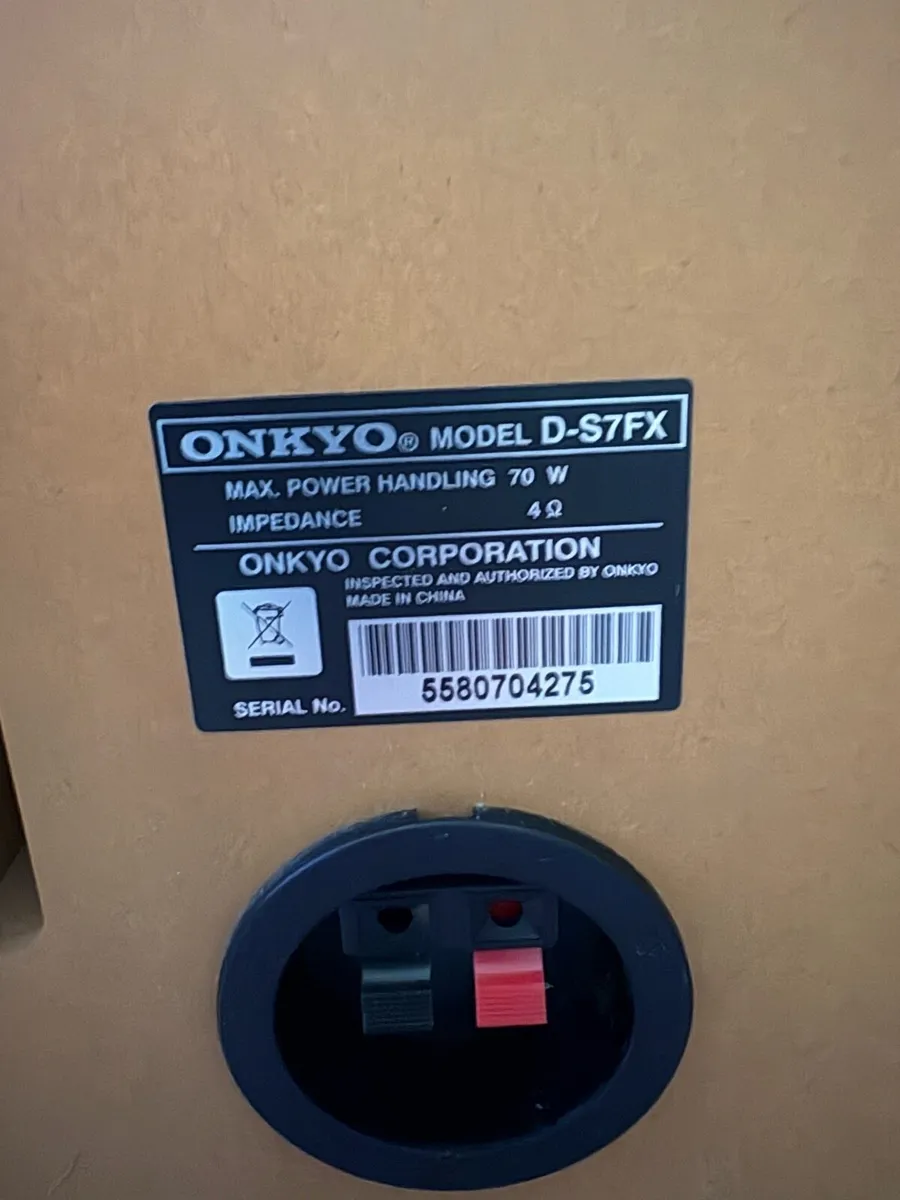 ONKYO® MODEL D-S7FX
MAX. POWER HANDLING 70 W
IMPEDANCE 4Ω
ONKYO CORPORATION
INSPECTED AND AUTHORIZED BY ONKYO
MADE IN CHINA
5580704275
SERIAL No.